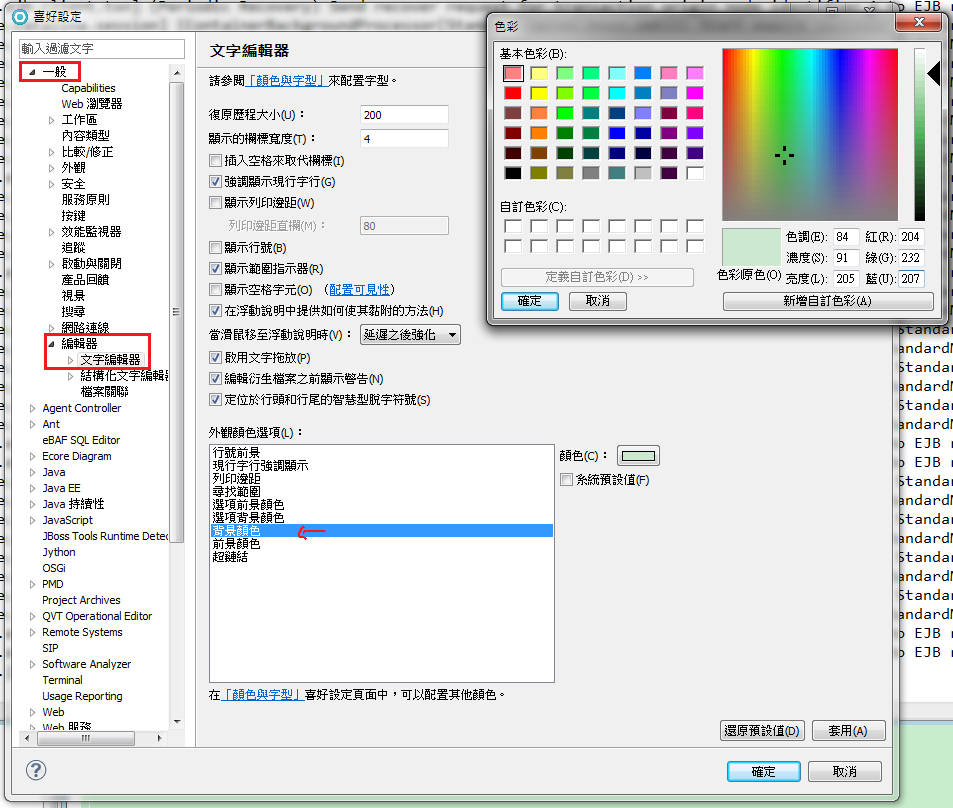 喜好設定
輸入過濾文字
一般
Capabilities
Web 瀏覽器
工作區
內容類型
比較/修正
外觀
安全
服務原則
按鍵
效能監視器
追蹤
啟動與關閉
產品回饋
視景
搜尋
網路連線
編輯器
文字編輯器
結構化文字編輯
檔案關聯
Agent Controller
Ant
eBAF SQL Editor
Ecore Diagram
Java
Java EE
Java 持續性
JavaScript
JBoss Tools Runtime Detec
Jython
OSGi
PMD
Project Archives
QVT Operational Editor
Remote Systems
SIP
Software Analyzer
Terminal
Usage Reporting
Web
Web 服務
文字編輯器
請參閱「顏色與字型」來配置字型。
復原歷程大小(U)： 200
顯示的欄標寬度(T)： 4
插入空格來取代欄標(I)
強調顯示現行字行(G)
顯示列印邊距(W)
列印邊距直欄(M)： 80
顯示行號(B)
顯示範圍指示器(R)
顯示空格字元(O) （配置可見性）
在浮動說明中提供如何使其黏附的方法(H)
當滑鼠移至浮動說明時(V)： 延遲之後強化
啟用文字拖放(P)
編輯衍生檔案之前顯示警告(N)
定位於行頭和行尾的智慧型脫字符號(S)
外觀顏色選項(L)：
行號前景
現行字行強調顯示
列印邊距
尋找範圍
選項前景顏色
選項背景顏色
背景顏色
前景顏色
超鏈結
顏色(C)：
系統預設值(F)
在「顏色與字型」喜好設定頁面中，可以配置其他顏色。
還原預設值(D)
套用(A)
確定
取消
色彩
基本色彩(B):
自訂色彩(C):
定義自訂色彩(D) >>
確定
取消
色彩原色(O)
色調(E): 84 紅(R): 204
濃度(S): 91 綠(G): 232
亮度(L): 205 藍(U): 207
新增自訂色彩(A)